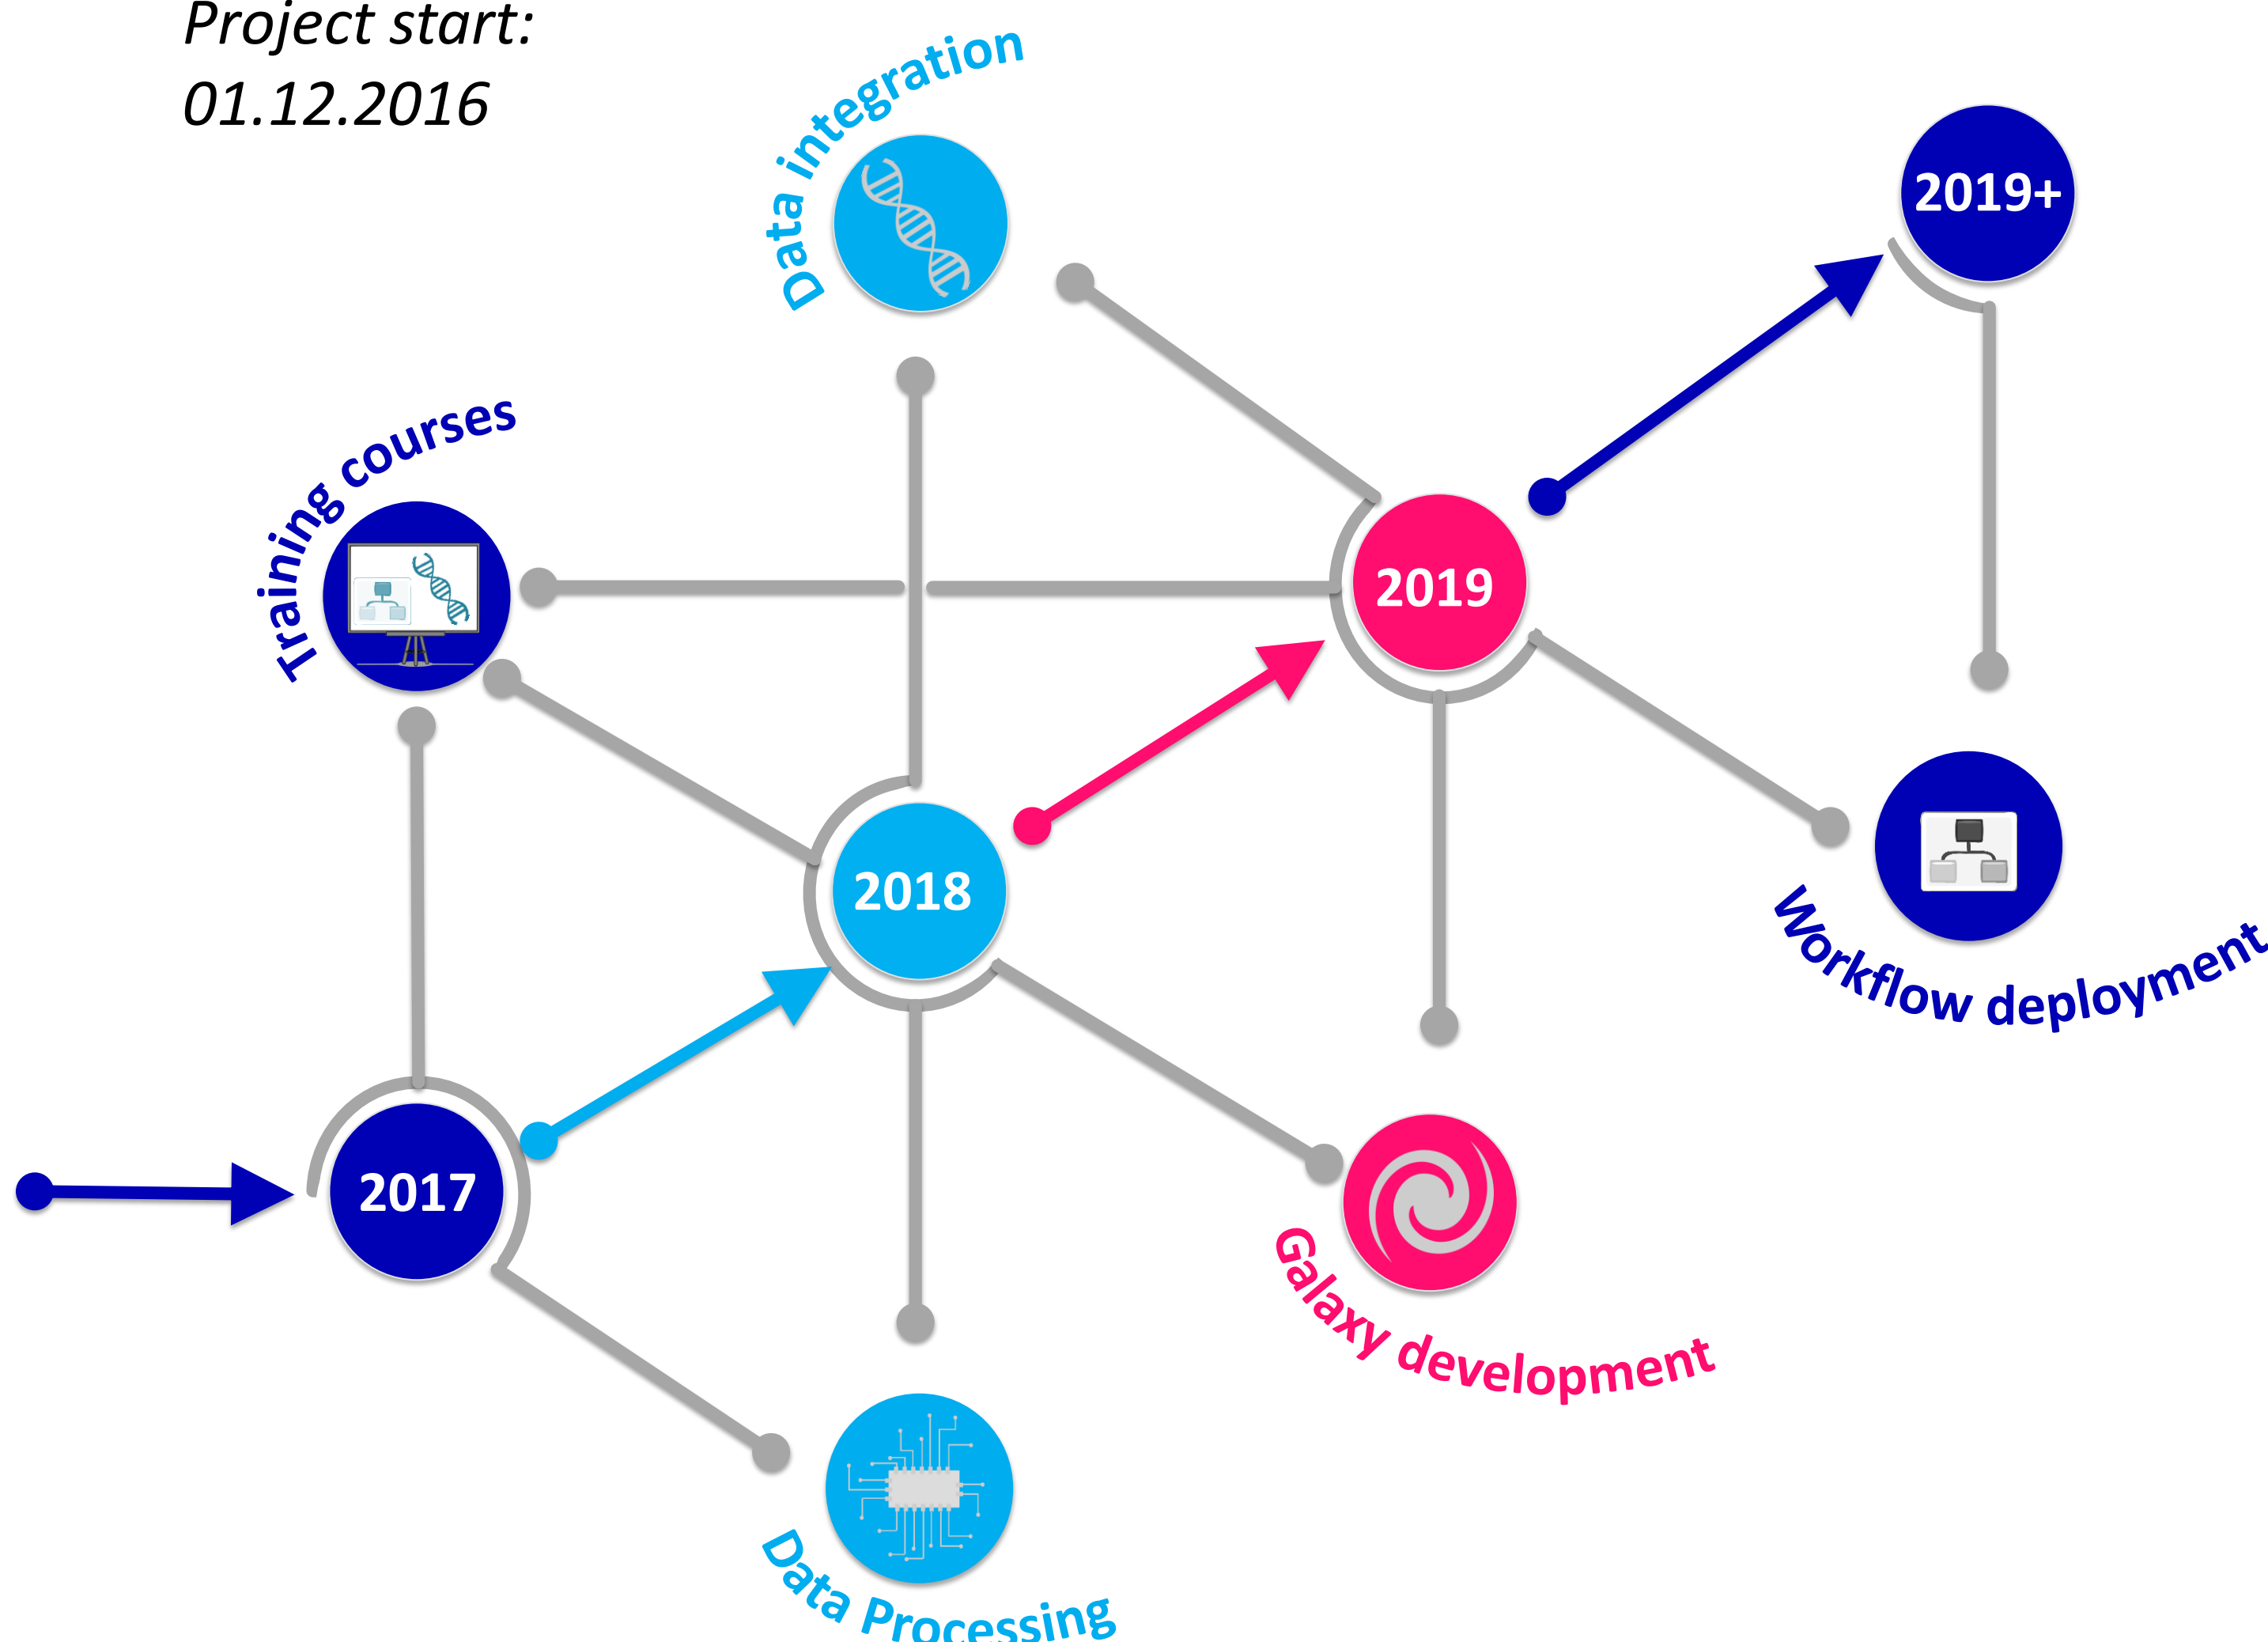 Project start:
01.12.2016
Data integration
2019+
Training courses
2019
2018
Workflow deployment
2017
Galaxy development
Data Processing